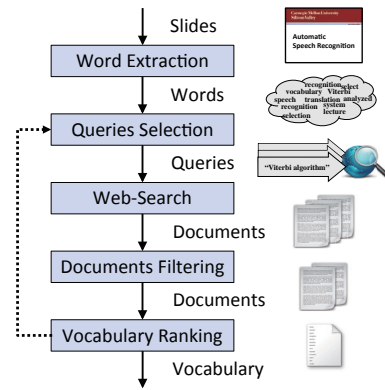 Slides
Carnegie Mellon University
Silicon Valley
Automatic
Speech Recognition
Word Extraction
Words
recognition select
vocabulary Viterbi
speech translation analyzed
recognition system
selection lecture
Queries Selection
Queries
“Viterbi algorithm”
Web-Search
Documents
Documents Filtering
Documents
Vocabulary Ranking
Vocabulary